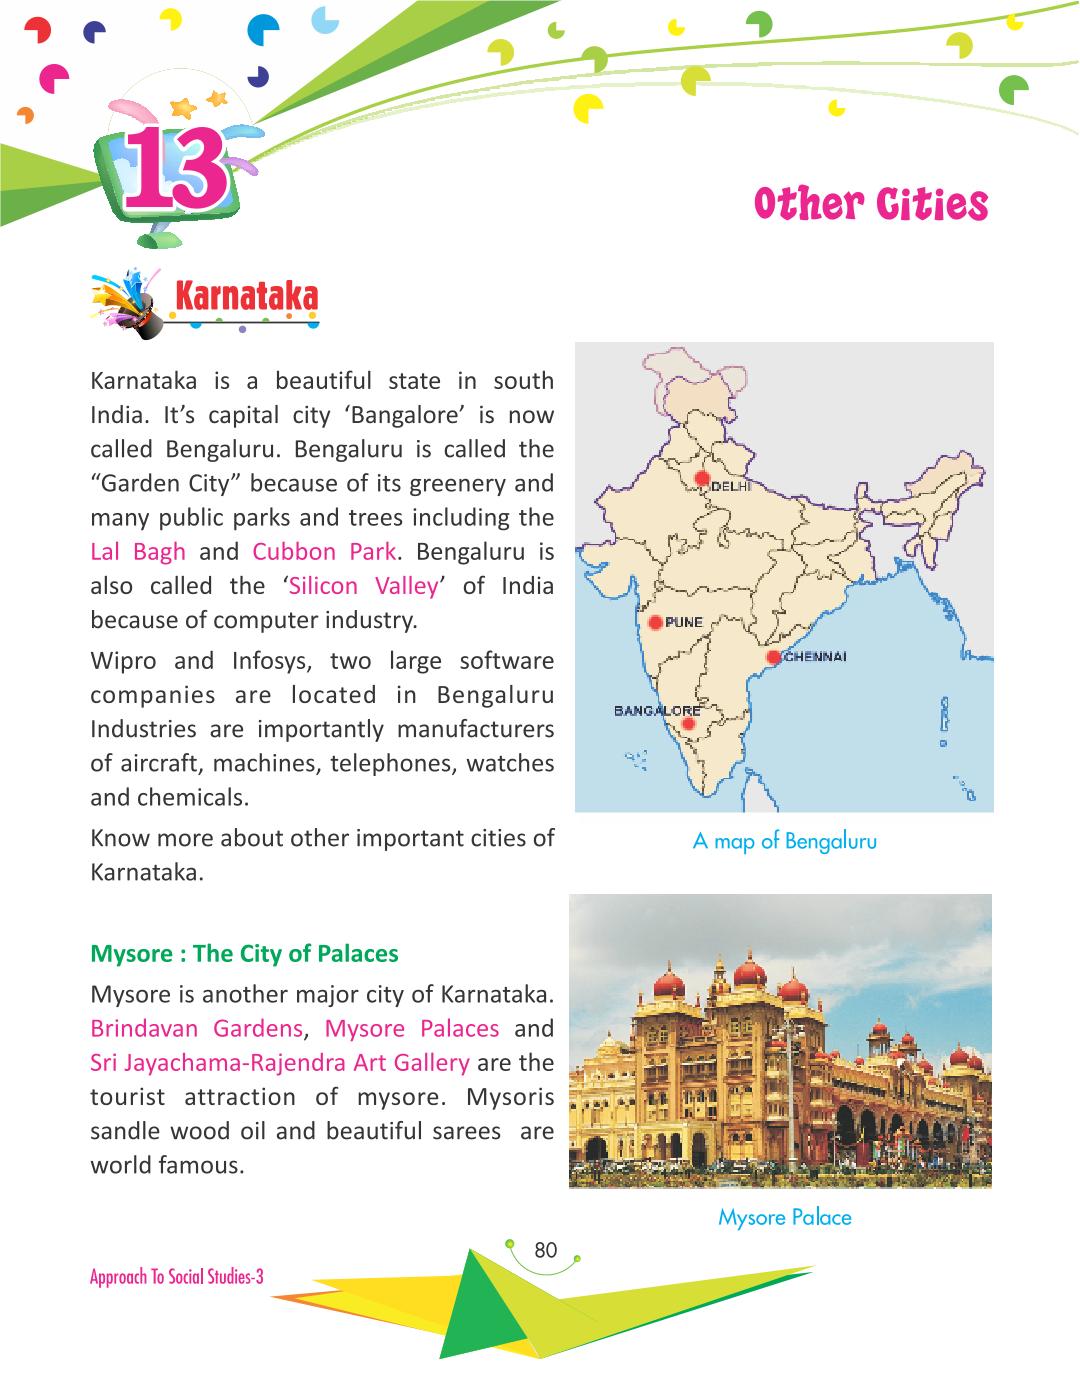 13
Other Cities
Karnataka
Karnataka is a beautiful state in south
India. It’s capital city ‘Bangalore’ is now
called Bengaluru. Bengaluru is called the
“Garden City” because of its greenery and
many public parks and trees including the
Lal Bagh and Cubbon Park. Bengaluru is
also called the ‘Silicon Valley’ of India
because of computer industry.
Wipro and Infosys, two large software
companies are located in Bengaluru
Industries are importantly manufacturers
of aircraft, machines, telephones, watches
and chemicals.
Know more about other important cities of
Karnataka.
DELHI
PUNE
CHENNAI
BANGALORE
A map of Bengaluru
Mysore : The City of Palaces
Mysore is another major city of Karnataka.
Brindavan Gardens, Mysore Palaces and
Sri Jayachama-Rajendra Art Gallery are the
tourist attraction of mysore. Mysoris
sandle wood oil and beautiful sarees are
world famous.
Mysore Palace
80
Approach To Social Studies-3